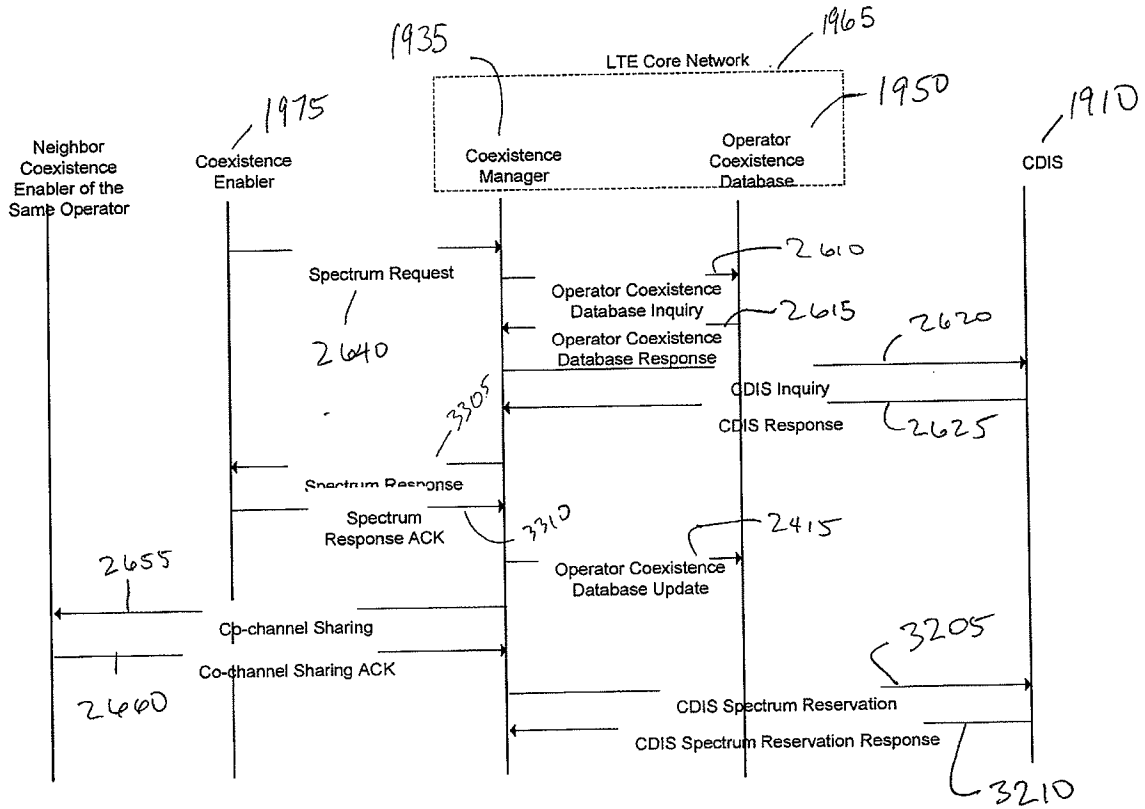 1935
1965
LTE Core Network
1975
1950
1910
Neighbor
Coexistence
Enabler of the
Same Operator
Coexistence
Enabler
Coexistence
Manager
Operator
Coexistence
Database
CDIS
Spectrum Request
2640
2610
Operator Coexistence
Database Inquiry
2615
Operator Coexistence
Database Response
2620
CDIS Inquiry
CDIS Response
2625
3305
Spectrum Response
Spectrum
Response ACK
3310
2415
Operator Coexistence
Database Update
2655
Co-channel Sharing
Co-channel Sharing ACK
2660
3205
CDIS Spectrum Reservation
CDIS Spectrum Reservation Response
3210